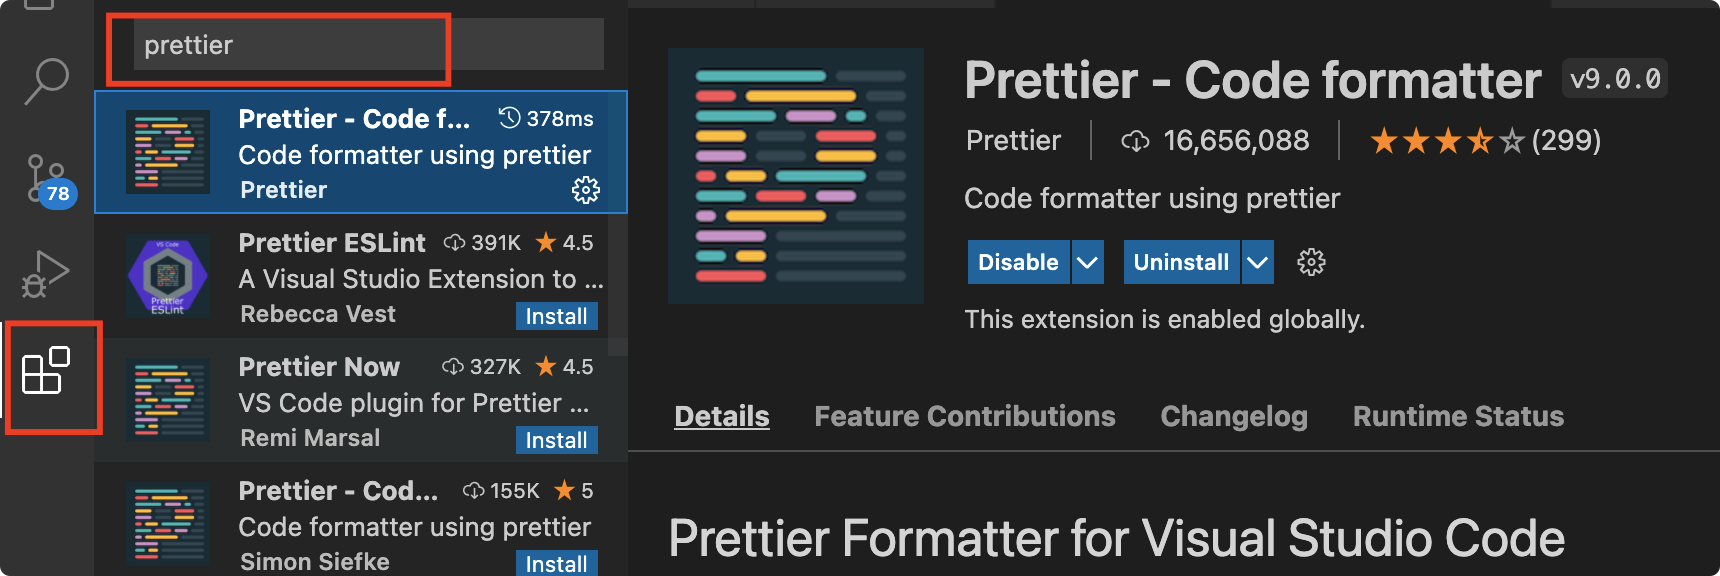 prettier
Prettier - Code f... 378ms
Code formatter using prettier
Prettier
78
VS Code
Prettier
ESLint
Prettier ESLint 391K 4.5
A Visual Studio Extension to ...
Rebecca Vest Install
Prettier Now 327K 4.5
VS Code plugin for Prettier ...
Remi Marsal Install
Prettier - Cod... 155K 5
Code formatter using prettier
Simon Siefke Install
Prettier - Code formatter v9.0.0
Prettier 16,656,088 (299)
Code formatter using prettier
Disable Uninstall
This extension is enabled globally.
Details Feature Contributions Changelog Runtime Status
Prettier Formatter for Visual Studio Code